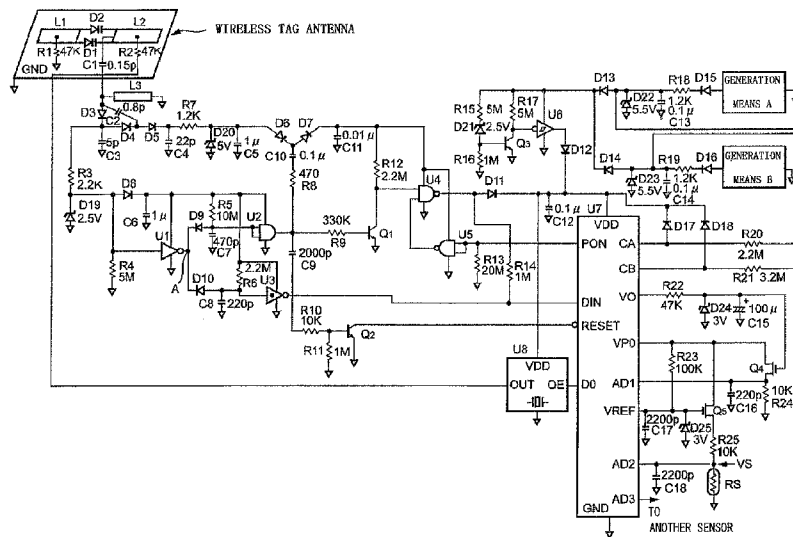 WIRELESS TAG ANTENNA
L1 D2 L2
R1 47K D1 R2 47K
C1 0.15p
GND
L3
D3 0.8p
C2
D4 D5
5p C3
22p C4
R7 1.2K
D20 5V
1μ C5
D6 D7
C10 0.1μ
0.01μ C11
470 R8
R12 2.2M
U4
R3 2.2K
D19 2.5V
D8
C6 1μ
R4 5M
U1
A
D9
R5 10M
470p C7
U2
D10
C8 220p
2.2M R6
U3
330K R9
Q1
2000p C9
R10 10K
R11 1M
Q2
U5
R13 20M
R14 1M
D11
R15 5M
D21 2.5V
R16 1M
R17 5M
Q3
U6
D12
0.1μ C12
D13
D22 5.5V
R18 1.2K
0.1μ C13
D15
GENERATION MEANS A
D14
D23 5.5V
R19 1.2K
0.1μ C14
D16
GENERATION MEANS B
D17 D18
U7
VDD
PON
DIN
RESET
D0
CA
CB
VO
VP0
AD1
VREF
AD2
AD3
GND
U8
VDD
OUT OE
R20 2.2M
R21 3.2M
R22 47K
D24 3V
+
100μ C15
R23 100K
Q4
220p C16
10K R24
2200p C17
D25 3V
Q5
R25 10K
VS
2200p C18
RS
TO
ANOTHER SENSOR